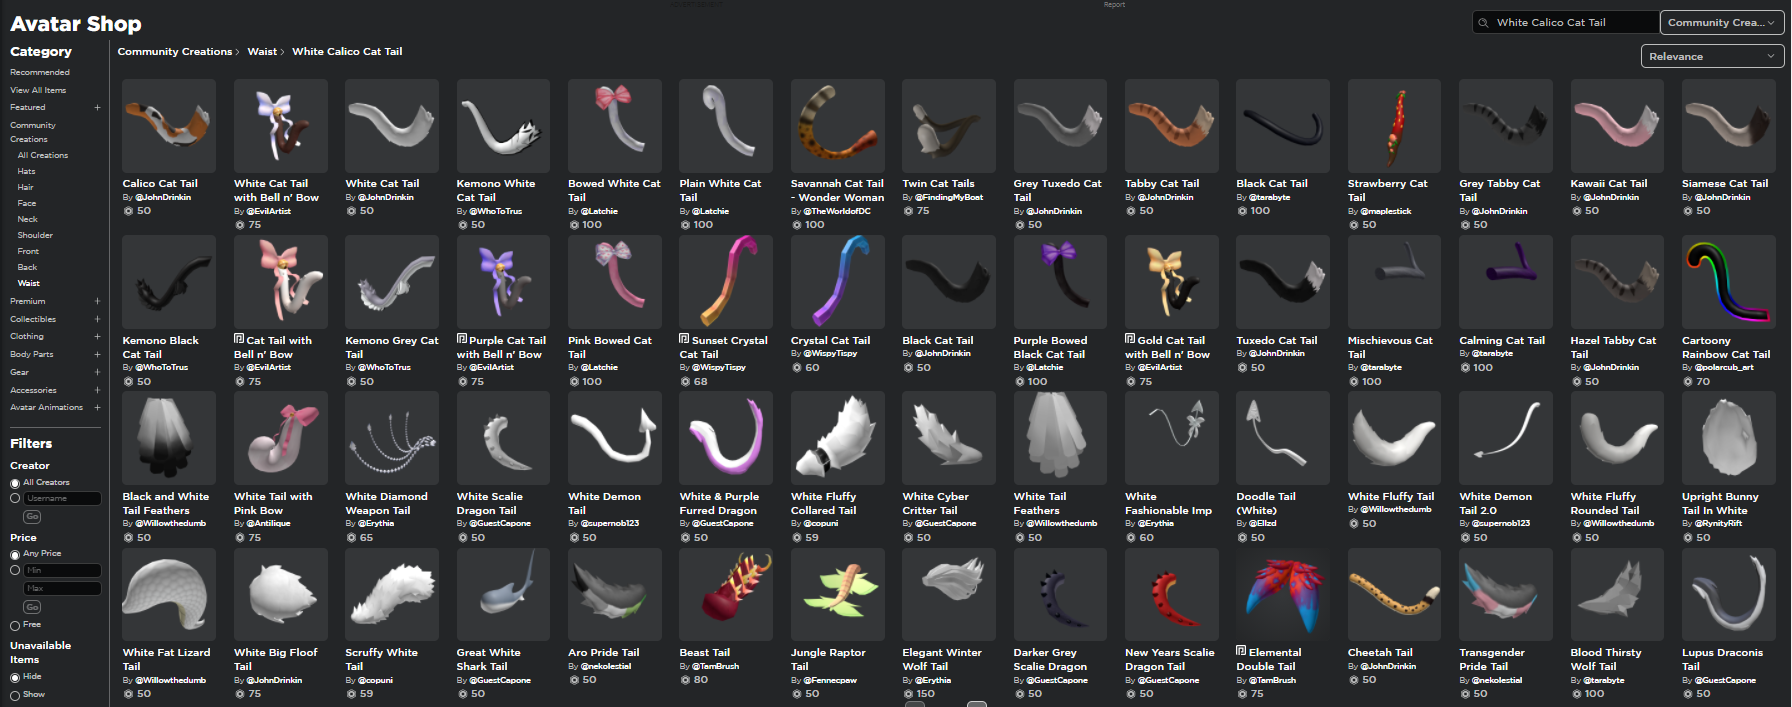 Report
Avatar Shop
White Calico Cat Tail
Community Crea...
Category
Community Creations > Waist > White Calico Cat Tail
Relevance
Recommended
View All Items
Featured +
Community
Creations
All Creations
Hats
Hair
Face
Neck
Shoulder
Front
Back
Waist
Premium +
Collectibles +
Clothing +
Body Parts +
Gear +
Accessories +
Avatar Animations +
Filters
Creator
All Creators
Username
Go
Price
Any Price
Min
Max
Go
Free
Unavailable
Items
Hide
Show
Calico Cat Tail
By @JohnDrinkin
50
White Cat Tail
with Bell n' Bow
By @EvilArtist
75
White Cat Tail
By @JohnDrinkin
50
Kemono White
Cat Tail
By @WhoToTrus
50
Bowed White Cat
Tail
By @Latchie
100
Plain White Cat
Tail
By @Latchie
100
Savannah Cat Tail
- Wonder Woman
By @TheWorldofDC
100
Twin Cat Tails
By @FindingMyBoat
75
Grey Tuxedo Cat
Tail
By @JohnDrinkin
50
Tabby Cat Tail
By @JohnDrinkin
50
Black Cat Tail
By @tarabyte
100
Strawberry Cat
Tail
By @maplestick
50
Grey Tabby Cat
Tail
By @JohnDrinkin
50
Kawaii Cat Tail
By @JohnDrinkin
50
Siamese Cat Tail
By @JohnDrinkin
50
Kemono Black
Cat Tail
By @WhoToTrus
50
Cat Tail with
Bell n' Bow
By @EvilArtist
75
Kemono Grey Cat
Tail
By @WhoToTrus
50
Purple Cat Tail
with Bell n' Bow
By @EvilArtist
75
Pink Bowed Cat
Tail
By @Latchie
100
Sunset Crystal
Cat Tail
By @WispyTispy
68
Crystal Cat Tail
By @WispyTispy
60
Black Cat Tail
By @JohnDrinkin
50
Purple Bowed
Black Cat Tail
By @Latchie
100
Gold Cat Tail
with Bell n' Bow
By @EvilArtist
75
Tuxedo Cat Tail
By @JohnDrinkin
50
Mischievous Cat
Tail
By @tarabyte
100
Calming Cat Tail
By @tarabyte
100
Hazel Tabby Cat
Tail
By @JohnDrinkin
50
Cartoony
Rainbow Cat Tail
By @polarcub_art
70
Black and White
Tail Feathers
By @Willowthedumb
50
White Tail with
Pink Bow
By @Antilique
75
White Diamond
Weapon Tail
By @Erythia
65
White Scalie
Dragon Tail
By @GuestCapone
50
White Demon
Tail
By @supernob123
50
White & Purple
Furred Dragon
By @GuestCapone
50
White Fluffy
Collared Tail
By @copuni
59
White Cyber
Critter Tail
By @GuestCapone
50
White Tail
Feathers
By @Willowthedumb
50
White
Fashionable Imp
By @Erythia
60
Doodle Tail
(White)
By @Ellzd
50
White Fluffy Tail
By @Willowthedumb
50
White Demon
Tail 2.0
By @supernob123
50
White Fluffy
Rounded Tail
By @Willowthedumb
50
Upright Bunny
Tail In White
By @RynityRift
50
White Fat Lizard
Tail
By @Willowthedumb
50
White Big Floof
Tail
By @JohnDrinkin
75
Scruffy White
Tail
By @copuni
59
Great White
Shark Tail
By @GuestCapone
50
Aro Pride Tail
By @nekolestial
50
Beast Tail
By @TamBrush
80
Jungle Raptor
Tail
By @Fennecpaw
50
Elegant Winter
Wolf Tail
By @Erythia
150
Darker Grey
Scalie Dragon
By @GuestCapone
50
New Years Scalie
Dragon Tail
By @GuestCapone
50
Elemental
Double Tail
By @TamBrush
75
Cheetah Tail
By @JohnDrinkin
50
Transgender
Pride Tail
By @nekolestial
50
Blood Thirsty
Wolf Tail
By @tarabyte
100
Lupus Draconis
Tail
By @GuestCapone
50